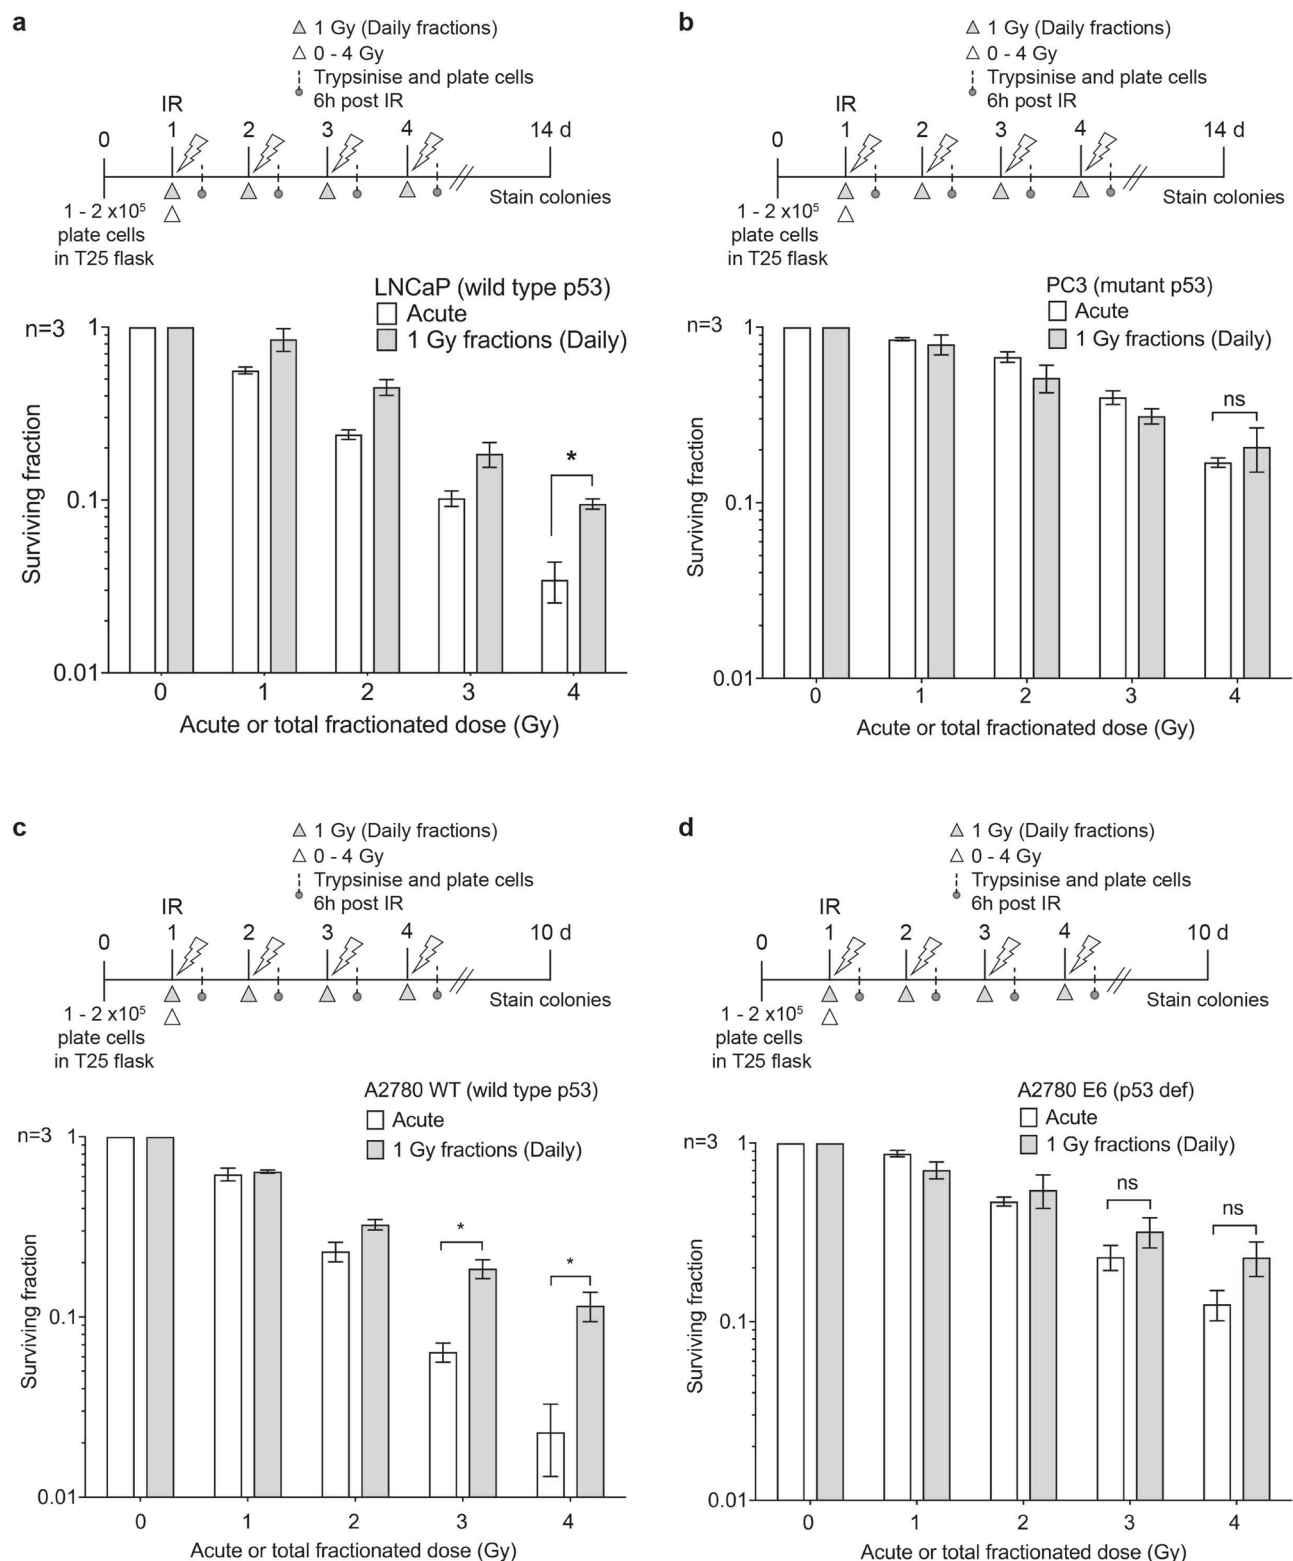 a
1 Gy (Daily fractions)
0 - 4 Gy
Trypsinise and plate cells
6h post IR
IR
0 1 2 3 4 14 d
Stain colonies
1 - 2 x10⁵
plate cells
in T25 flask
LNCaP (wild type p53)
Acute
1 Gy fractions (Daily)
n=3
1
0.1
0.01
Surviving fraction
*
0 1 2 3 4
Acute or total fractionated dose (Gy)
b
1 Gy (Daily fractions)
0 - 4 Gy
Trypsinise and plate cells
6h post IR
IR
0 1 2 3 4 14 d
Stain colonies
1 - 2 x10⁵
plate cells
in T25 flask
PC3 (mutant p53)
Acute
1 Gy fractions (Daily)
n=3
1
0.1
0.01
Surviving fraction
ns
0 1 2 3 4
Acute or total fractionated dose (Gy)
c
1 Gy (Daily fractions)
0 - 4 Gy
Trypsinise and plate cells
6h post IR
IR
0 1 2 3 4 10 d
Stain colonies
1 - 2 x10⁵
plate cells
in T25 flask
A2780 WT (wild type p53)
Acute
1 Gy fractions (Daily)
n=3
1
0.1
0.01
Surviving fraction
*
*
0 1 2 3 4
Acute or total fractionated dose (Gy)
d
1 Gy (Daily fractions)
0 - 4 Gy
Trypsinise and plate cells
6h post IR
IR
0 1 2 3 4 10 d
Stain colonies
1 - 2 x10⁵
plate cells
in T25 flask
A2780 E6 (p53 def)
Acute
1 Gy fractions (Daily)
n=3
1
0.1
0.01
Surviving fraction
ns
ns
0 1 2 3 4
Acute or total fractionated dose (Gy)